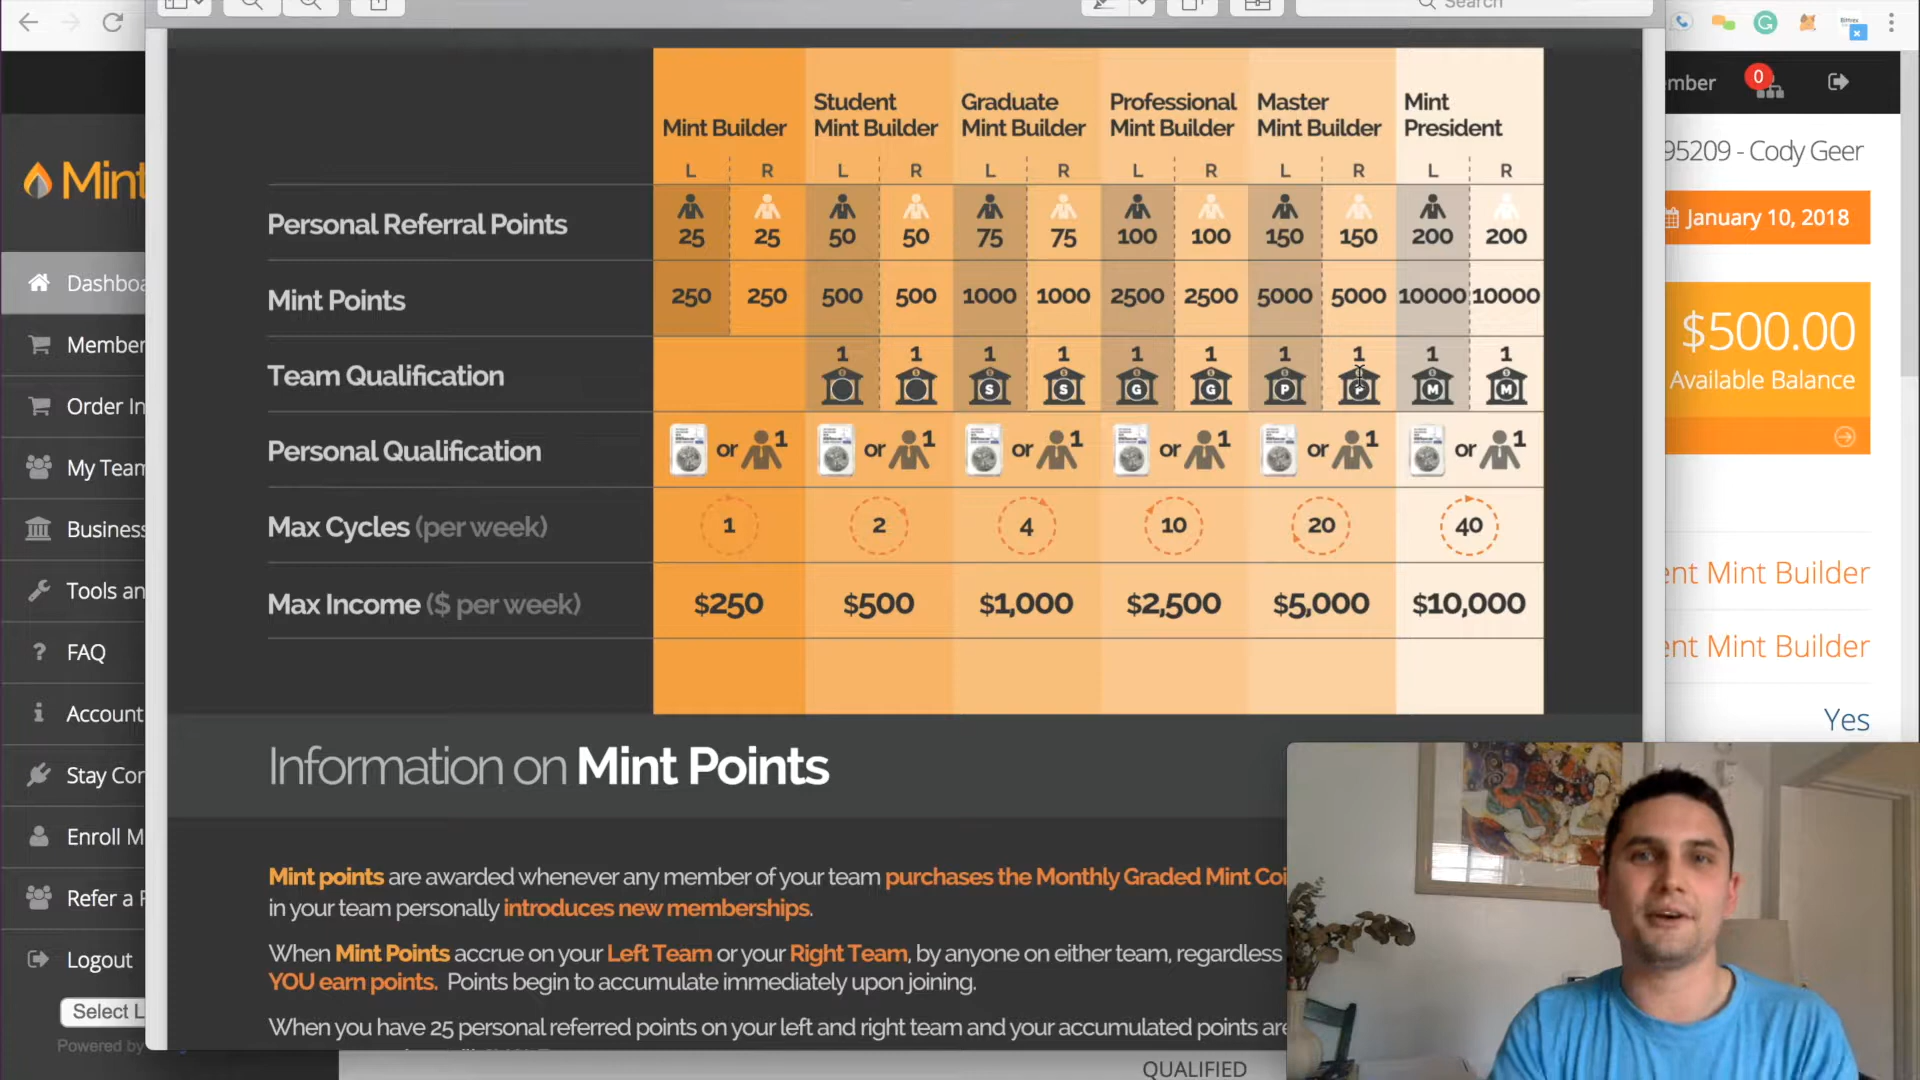 Search
Mint Builder
Student Mint Builder
Graduate Mint Builder
Professional Mint Builder
Master Mint Builder
Mint President
L R L R L R L R L R L R
Personal Referral Points 25 25 50 50 75 75 100 100 150 150 200 200
Mint Points 250 250 500 500 1000 1000 2500 2500 5000 5000 10000 10000
Team Qualification 1 1 1 S 1 S 1 G 1 G 1 P 1 P 1 M 1 M
Personal Qualification or 1 or 1 or 1 or 1 or 1 or 1
Max Cycles (per week) 1 2 4 10 20 40
Max Income ($ per week) $250 $500 $1,000 $2,500 $5,000 $10,000
Information on Mint Points
Mint points are awarded whenever any member of your team purchases the Monthly Graded Mint Coi
in your team personally introduces new memberships.
When Mint Points accrue on your Left Team or your Right Team, by anyone on either team, regardless
YOU earn points. Points begin to accumulate immediately upon joining.
When you have 25 personal referred points on your left and right team and your accumulated points are
Mint
Dashboa
Member
Order In
My Team
Business
Tools an
? FAQ
Account
Stay Con
Enroll M
Refer a F
Logout
Select L
Powered by
mber 0
95209 - Cody Geer
January 10, 2018
$500.00
Available Balance
ent Mint Builder
ent Mint Builder
Yes
QUALIFIED